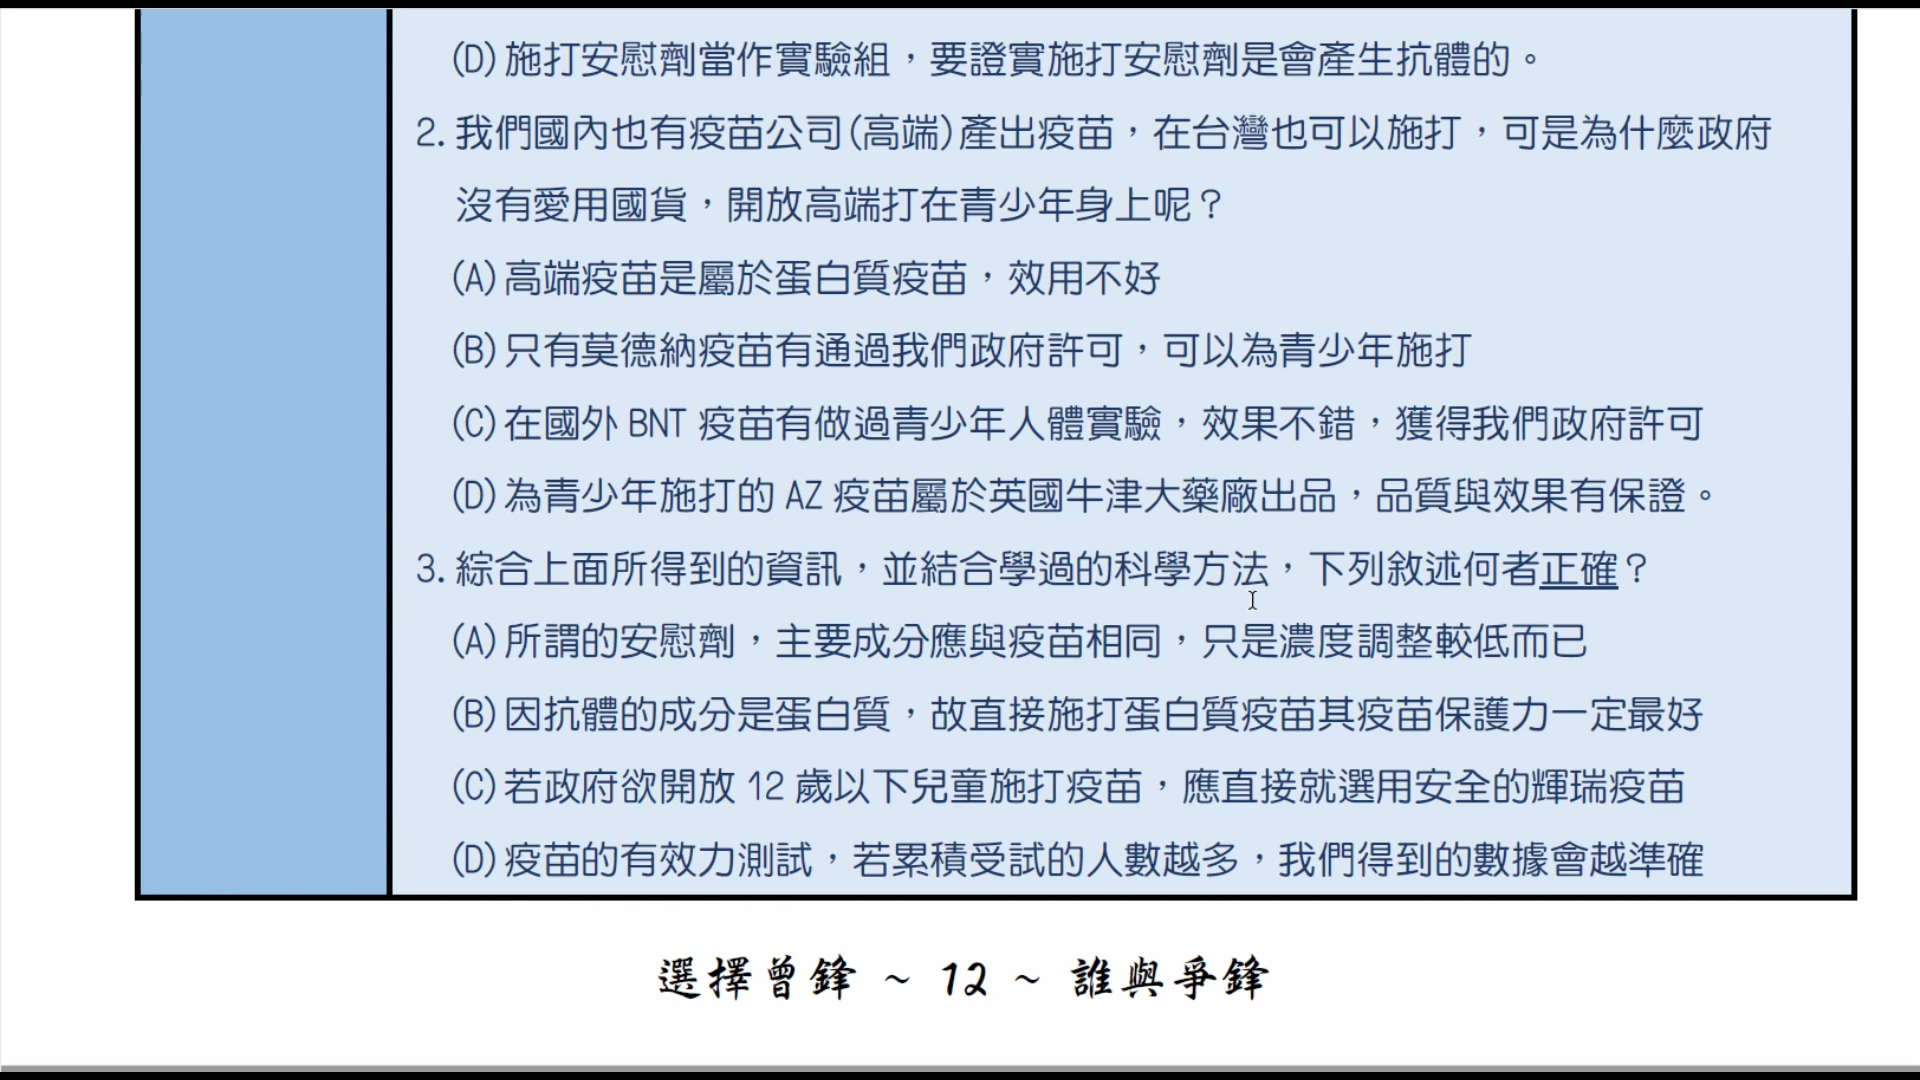 (D)施打安慰劑當作實驗組，要證實施打安慰劑是會產生抗體的。
2. 我們國內也有疫苗公司(高端)產出疫苗，在台灣也可以施打，可是為什麼政府
沒有愛用國貨，開放高端打在青少年身上呢？
(A)高端疫苗是屬於蛋白質疫苗，效用不好
(B)只有莫德納疫苗有通過我們政府許可，可以為青少年施打
(C)在國外 BNT 疫苗有做過青少年人體實驗，效果不錯，獲得我們政府許可
(D)為青少年施打的 AZ 疫苗屬於英國牛津大藥廠出品，品質與效果有保證。
3. 綜合上面所得到的資訊，並結合學過的科學方法，下列敘述何者正確？
(A)所謂的安慰劑，主要成分應與疫苗相同，只是濃度調整較低而已
(B)因抗體的成分是蛋白質，故直接施打蛋白質疫苗其疫苗保護力一定最好
(C)若政府欲開放 12 歲以下兒童施打疫苗，應直接就選用安全的輝瑞疫苗
(D)疫苗的有效力測試，若累積受試的人數越多，我們得到的數據會越準確
選擇曾鋒 ~ 12 ~ 誰與爭鋒